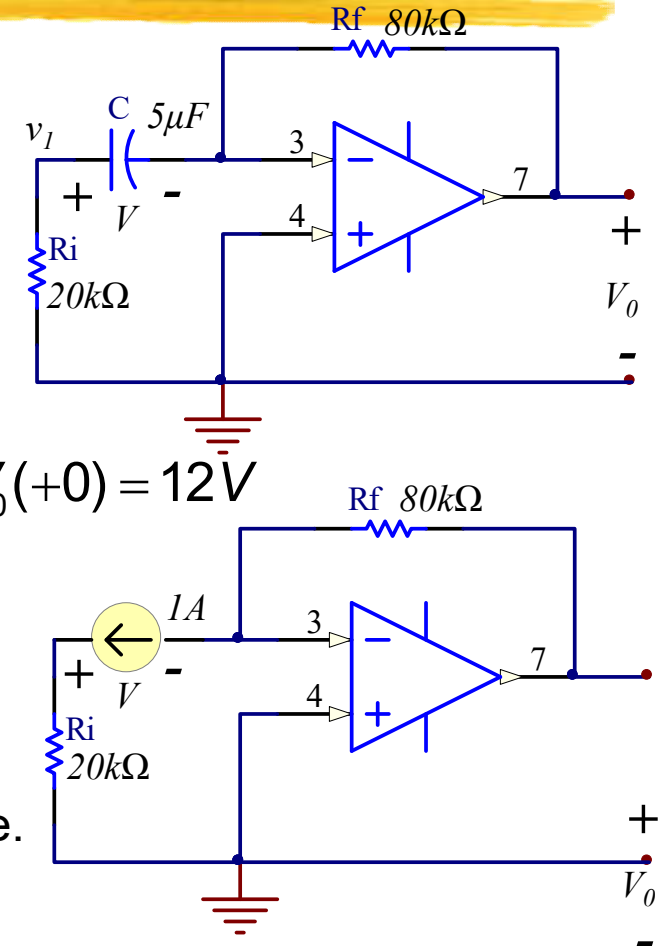 Rf 80kΩ
C 5μF
v1
3
+ V -
4
7
Ri
20kΩ
+
V0
-
0(+0) = 12V
Rf 80kΩ
1A
3
+ V -
4
7
Ri
20kΩ
e.
+
V0
-